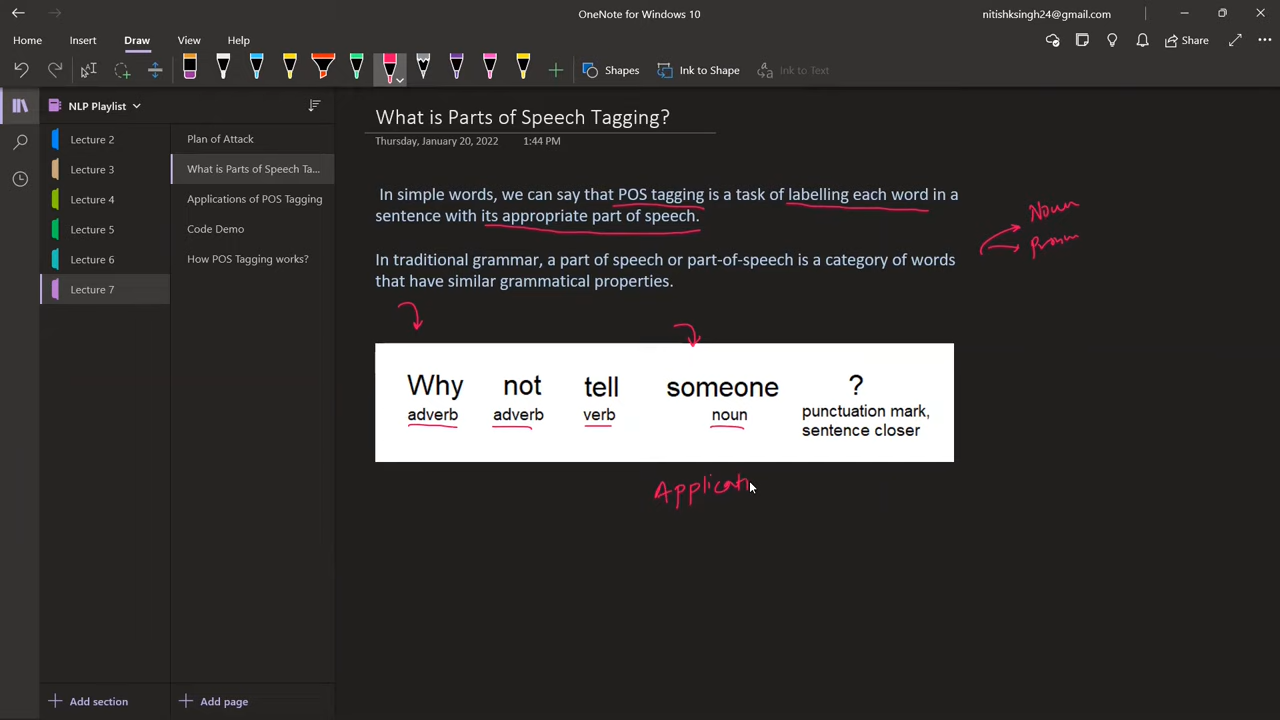 OneNote for Windows 10
nitishksingh24@gmail.com
Home Insert Draw View Help
Share
Shapes Ink to Shape Ink to Text
NLP Playlist
Lecture 2
Lecture 3
Lecture 4
Lecture 5
Lecture 6
Lecture 7
Plan of Attack
What is Parts of Speech Ta...
Applications of POS Tagging
Code Demo
How POS Tagging works?
What is Parts of Speech Tagging?
Thursday, January 20, 2022 1:44 PM
In simple words, we can say that POS tagging is a task of labelling each word in a
sentence with its appropriate part of speech.
Noun
In traditional grammar, a part of speech or part-of-speech is a category of words
that have similar grammatical properties.
Why not tell someone ?
adverb adverb verb noun punctuation mark,
sentence closer
Applicati
Add section
Add page